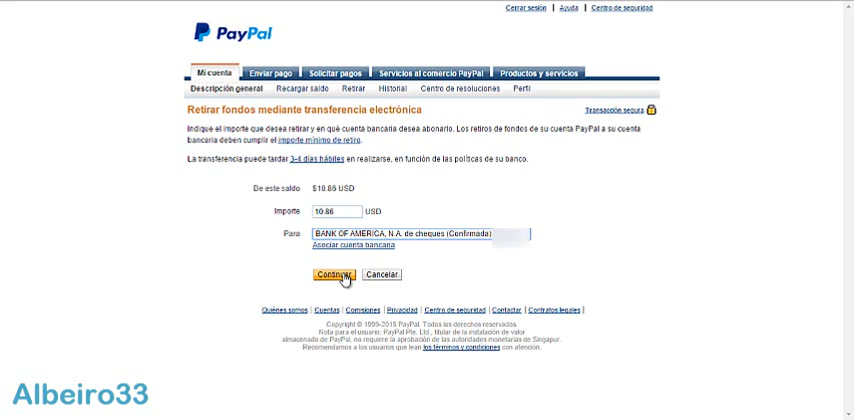 Cerrar sesión | Ayuda | Centro de seguridad
PayPal
Mi cuenta Enviar pago Solicitar pagos Servicios al comercio PayPal Productos y servicios
Descripción general Recargar saldo Retirar Historial Centro de resoluciones Perfil
Retirar fondos mediante transferencia electrónica Transacción segura
Indique el importe que desea retirar y en qué cuenta bancaria desea abonarlo. Los retiros de fondos de su cuenta PayPal a su cuenta
bancaria deben cumplir el importe mínimo de retiro.
La transferencia puede tardar 3-4 días hábiles en realizarse, en función de las políticas de su banco.
De este saldo $10.86 USD
Importe 10.86 USD
Para BANK OF AMERICA, N.A. de cheques (Confirmada)
Asociar cuenta bancaria
Continuar Cancelar
Quiénes somos | Cuentas | Comisiones | Privacidad | Centro de seguridad | Contactar | Contratos legales |
Copyright © 1999-2015 PayPal. Todos los derechos reservados.
Nota para el usuario: PayPal Pte. Ltd., titular de la instalación de valor
almacenado de PayPal, no requiere la aprobación de las autoridades monetarias de Singapur.
Recomendamos a los usuarios que lean los términos y condiciones con atención.
Albeiro33